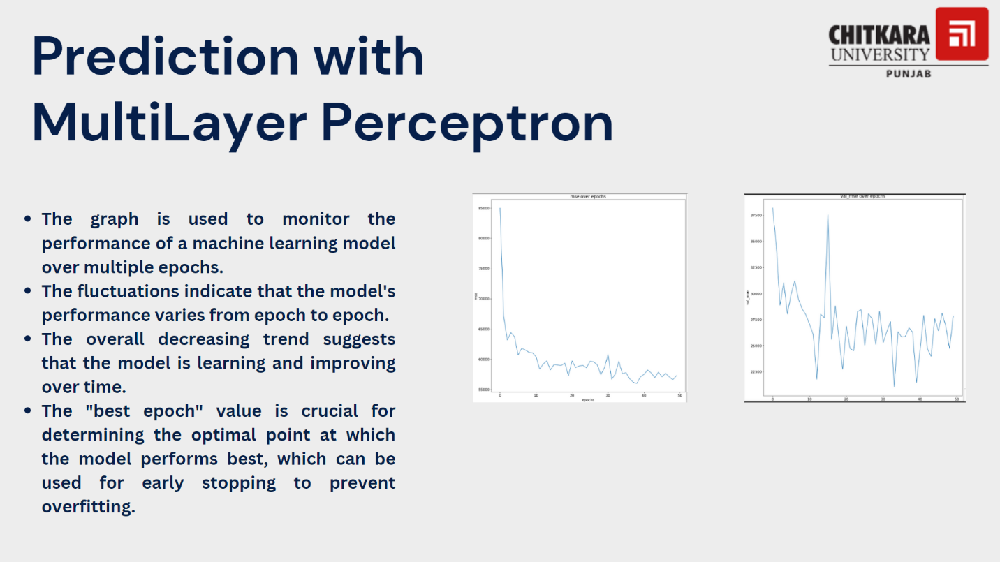 Prediction with
MultiLayer Perceptron
CHITKARA
UNIVERSITY
PUNJAB
• The graph is used to monitor the
performance of a machine learning model
over multiple epochs.
• The fluctuations indicate that the model's
performance varies from epoch to epoch.
• The overall decreasing trend suggests
that the model is learning and improving
over time.
• The "best epoch" value is crucial for
determining the optimal point at which
the model performs best, which can be
used for early stopping to prevent
overfitting.
over epochs
85000
80000
75000
70000
65000
60000
55000
0 10 20 30 40 50
epochs
over epochs
37500
35000
32500
30000
27500
25000
22500
0 10 20 30 40 50